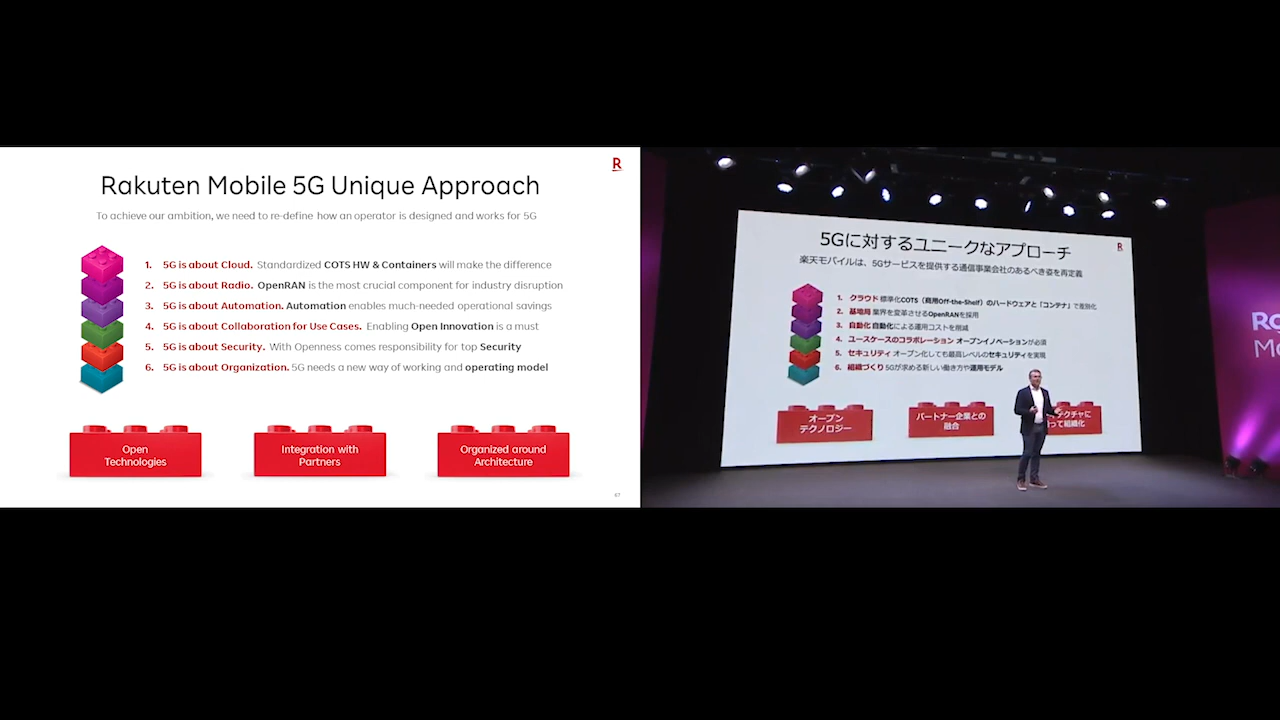 R
Rakuten Mobile 5G Unique Approach
To achieve our ambition, we need to re-define how an operator is designed and works for 5G
1. 5G is about Cloud. Standardized COTS HW & Containers will make the difference
2. 5G is about Radio. OpenRAN is the most crucial component for industry disruption
3. 5G is about Automation. Automation enables much-needed operational savings
4. 5G is about Collaboration for Use Cases. Enabling Open Innovation is a must
5. 5G is about Security. With Openness comes responsibility for top Security
6. 5G is about Organization. 5G needs a new way of working and operating model
Open
Technologies
Integration with
Partners
Organized around
Architecture
67
R
5Gに対するユニークなアプローチ
楽天モバイルは、5Gサービスを提供する通信事業会社のあるべき姿を再定義
1. クラウド 標準化COTS（商用Off-the-Shelf）のハードウェアと「コンテナ」で差別化
2. 基地局 業界を変革させるOpenRANを採用
3. 自動化 自動化による運用コストを削減
4. ユースケースのコラボレーション オープンイノベーションが必須
5. セキュリティ オープン化しても最高レベルのセキュリティを実現
6. 組織づくり 5Gが求める新しい働き方や運用モデル
オープン
テクノロジー
パートナー企業との
融合
テクチャに
って組織化